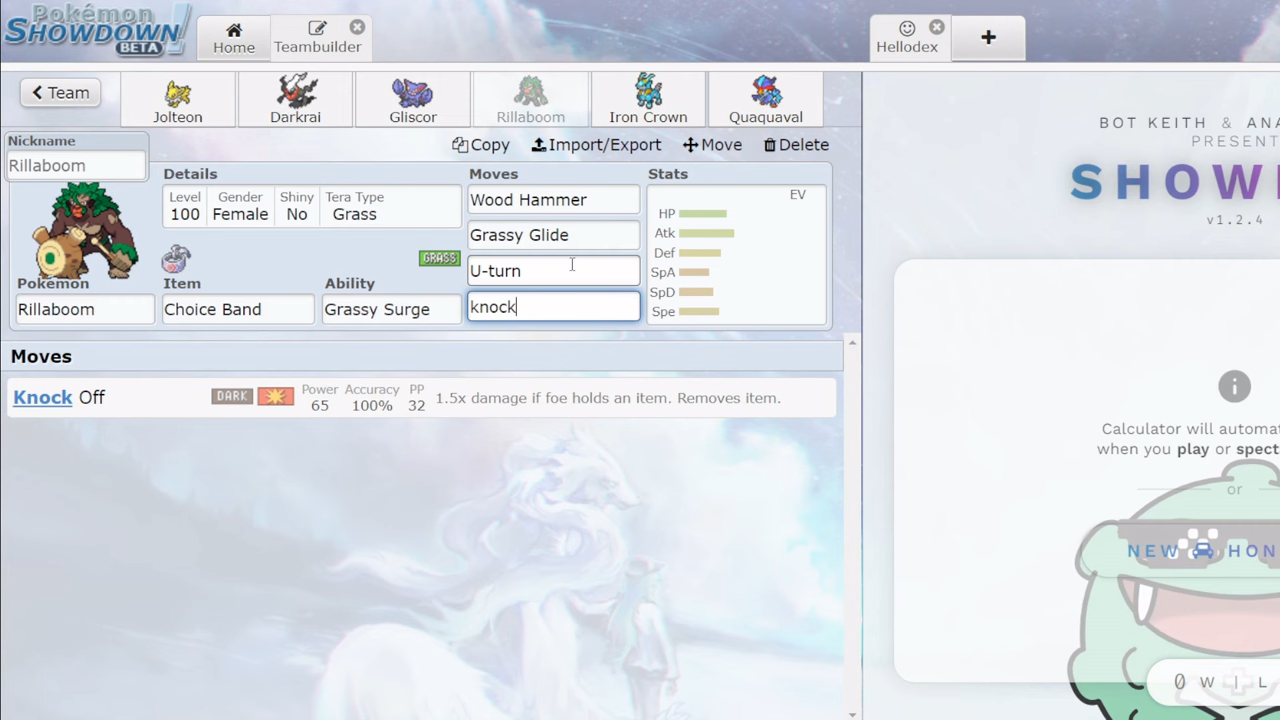 Pokémon
SHOWDOWN!
BETA
Home
Teambuilder
Hellodex
Team
Jolteon
Darkrai
Gliscor
Rillaboom
Iron Crown
Quaquaval
Copy
Import/Export
Move
Delete
Nickname
Rillaboom
Details
Level Gender Shiny Tera Type
100 Female No Grass
GRASS
Pokémon
Rillaboom
Item
Choice Band
Ability
Grassy Surge
Moves
Wood Hammer
Grassy Glide
U-turn
knock
Stats
EV
HP
Atk
Def
SpA
SpD
Spe
Moves
Knock Off
DARK
Power Accuracy PP
65 100% 32
1.5x damage if foe holds an item. Removes item.
BOT KEITH & ANA
PRESENT
SHOW
v1.2.4
Calculator will automa
when you play or spect
or
NEW HON
0 W | L